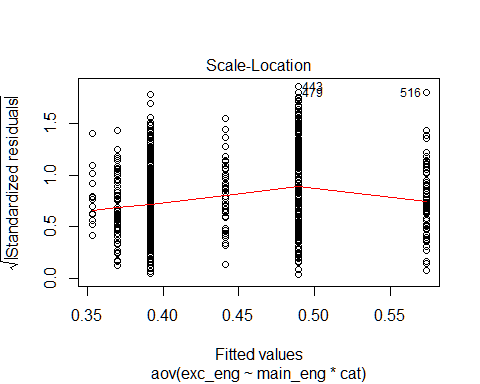 Scale-Location
√|Standardized residuals|
0.0 0.5 1.0 1.5
443
479
516
0.35 0.40 0.45 0.50 0.55
Fitted values
aov(exc_eng ~ main_eng * cat)